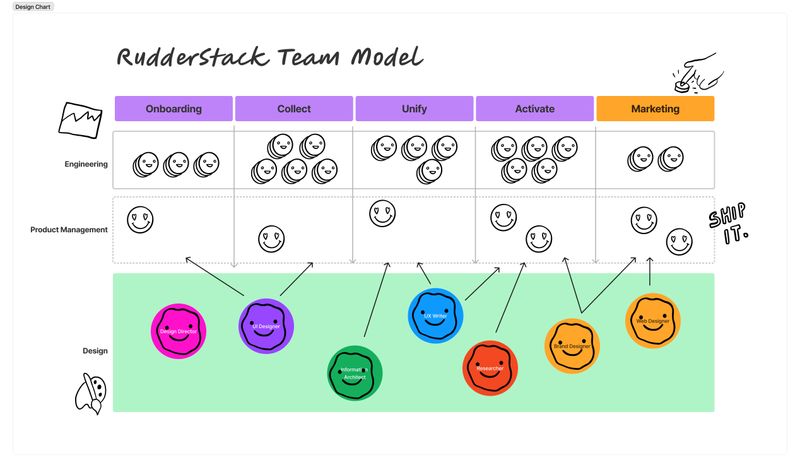 Design Chart
RudderStack Team Model
Onboarding
Collect
Unify
Activate
Marketing
Engineering
Product Management
SHIP
IT.
Design
Design Director
UI Designer
Information
Architect
UX Writer
Researcher
Brand Designer
Web Designer